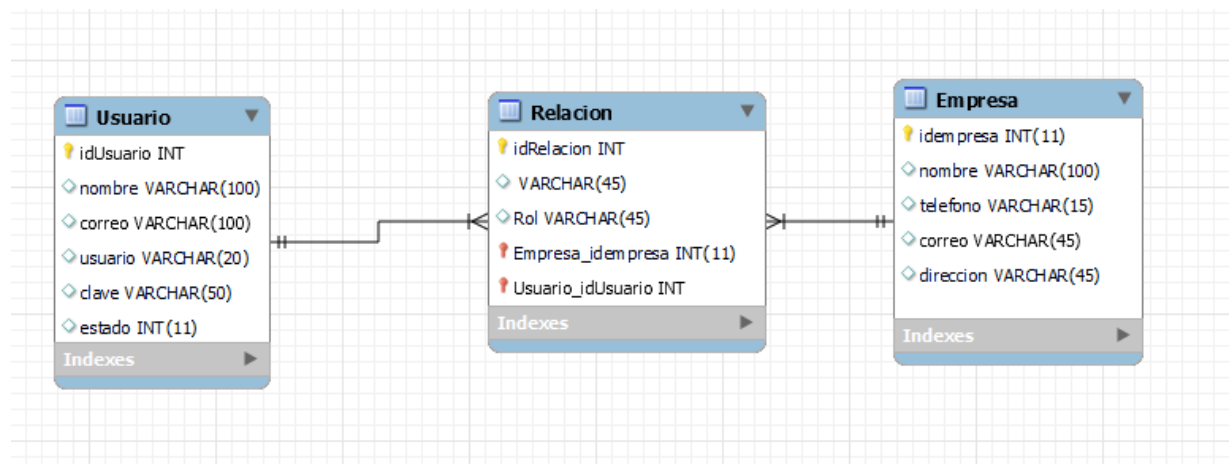 Usuario
idUsuario INT
nombre VARCHAR(100)
correo VARCHAR(100)
usuario VARCHAR(20)
clave VARCHAR(50)
estado INT(11)
Indexes
Relacion
idRelacion INT
VARCHAR(45)
Rol VARCHAR(45)
Empresa_idempresa INT(11)
Usuario_idUsuario INT
Indexes
Empresa
idempresa INT(11)
nombre VARCHAR(100)
telefono VARCHAR(15)
correo VARCHAR(45)
direccion VARCHAR(45)
Indexes